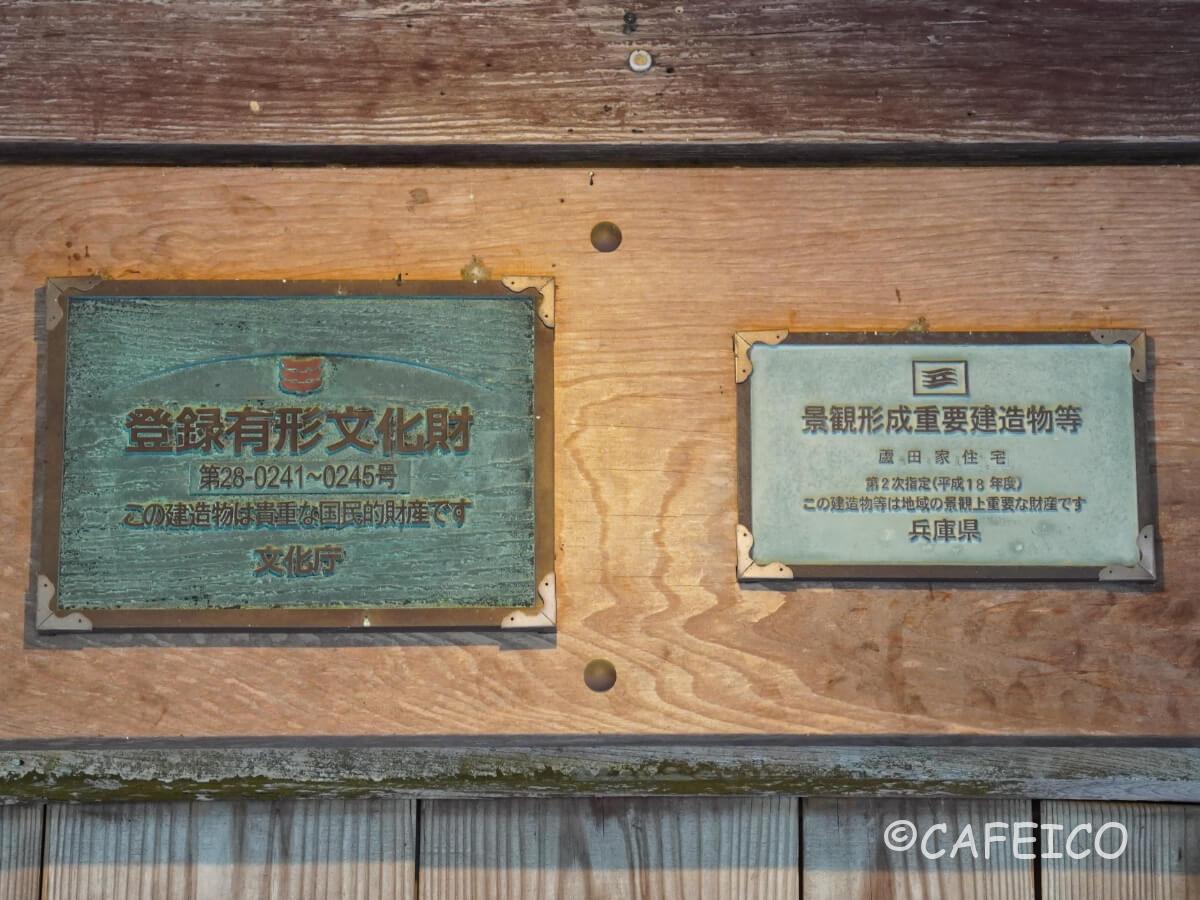 登録有形文化財
第28-0241~0245号
この建造物は貴重な国民的財産です
文化庁
景観形成重要建造物等
蘆田家住宅
第2次指定(平成18年度)
この建造物等は地域の景観上重要な財産です
兵庫県
©CAFEICO